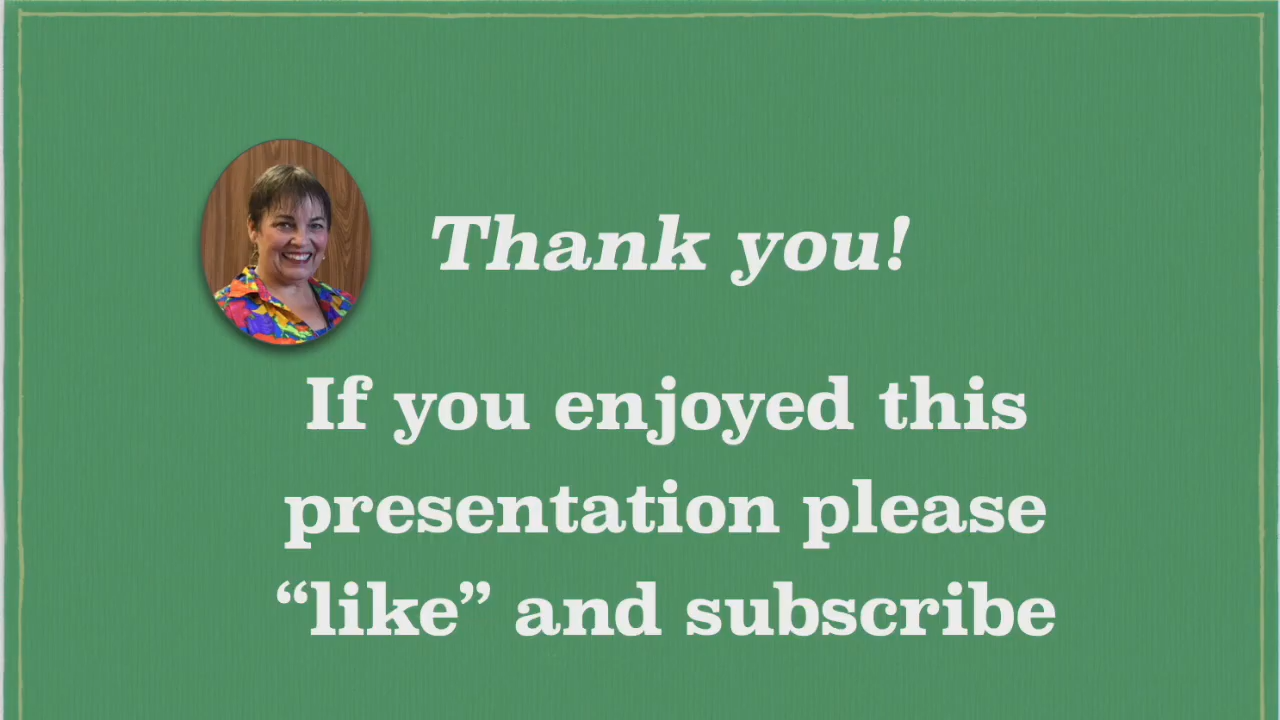 Thank you!
If you enjoyed this
presentation please
“like” and subscribe